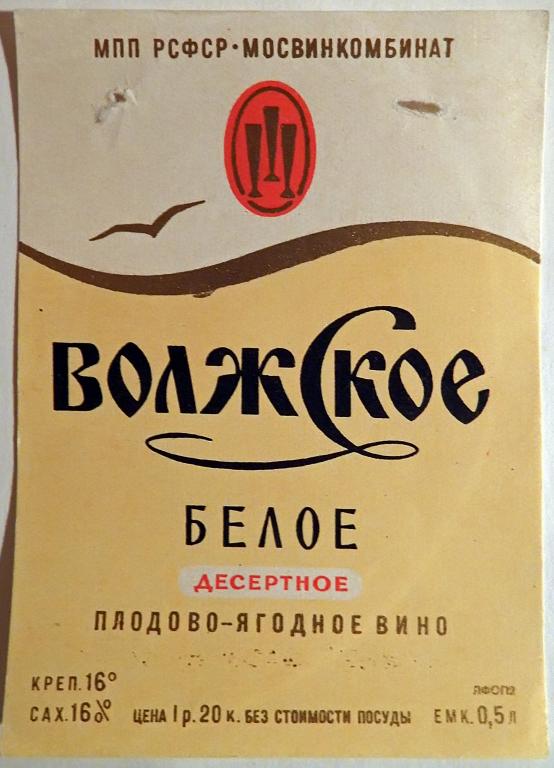 МПП РСФСР·МОСВИНКОМБИНАТ
ВОЛЖСКОЕ
БЕЛОЕ
ДЕСЕРТНОЕ
ПЛОДОВО-ЯГОДНОЕ ВИНО
КРЕП. 16°
ЛФОП2
САХ. 16% ЦЕНА 1 р. 20 к. БЕЗ СТОИМОСТИ ПОСУДЫ ЕМК. 0,5 л